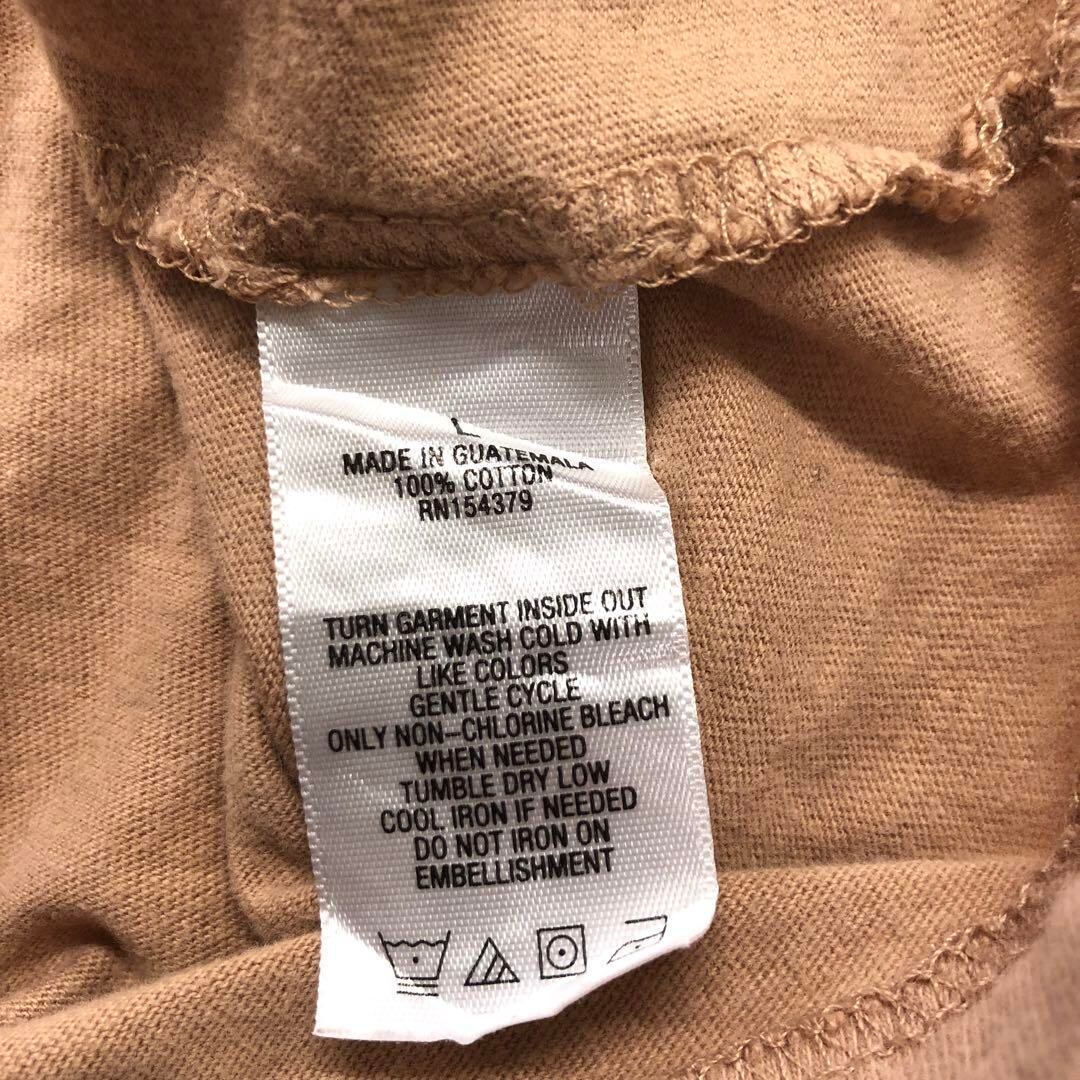 L
MADE IN GUATEMALA
100% COTTON
RN154379
TURN GARMENT INSIDE OUT
MACHINE WASH COLD WITH
LIKE COLORS
GENTLE CYCLE
ONLY NON-CHLORINE BLEACH
WHEN NEEDED
TUMBLE DRY LOW
COOL IRON IF NEEDED
DO NOT IRON ON
EMBELLISHMENT